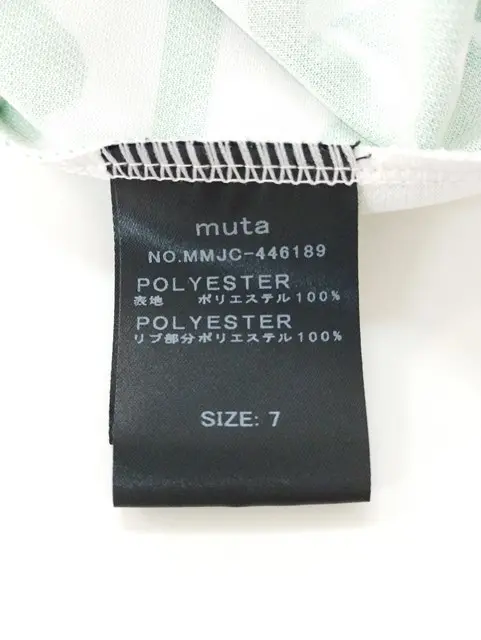 muta
NO.MMJC-446189
POLYESTER
表地 ポリエステル100%
POLYESTER
リブ部分ポリエステル100%
SIZE: 7